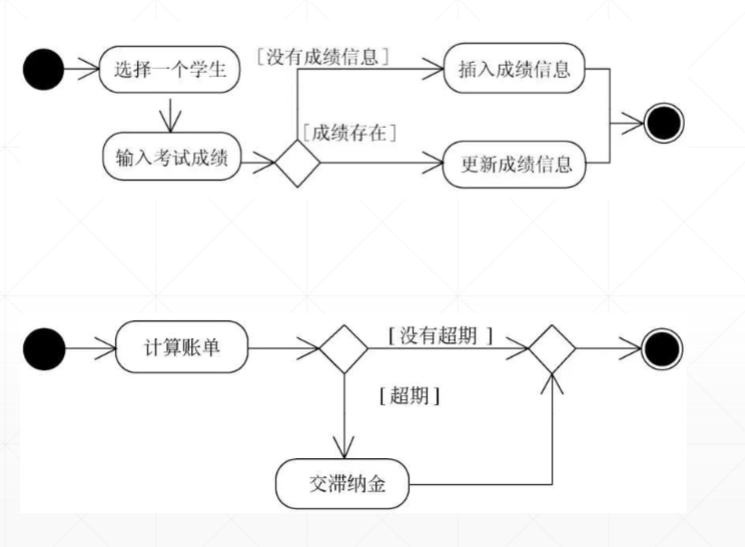 [没有成绩信息]
选择一个学生
插入成绩信息
[成绩存在]
输入考试成绩
更新成绩信息
[没有超期 ]
计算账单
[超期]
交滞纳金